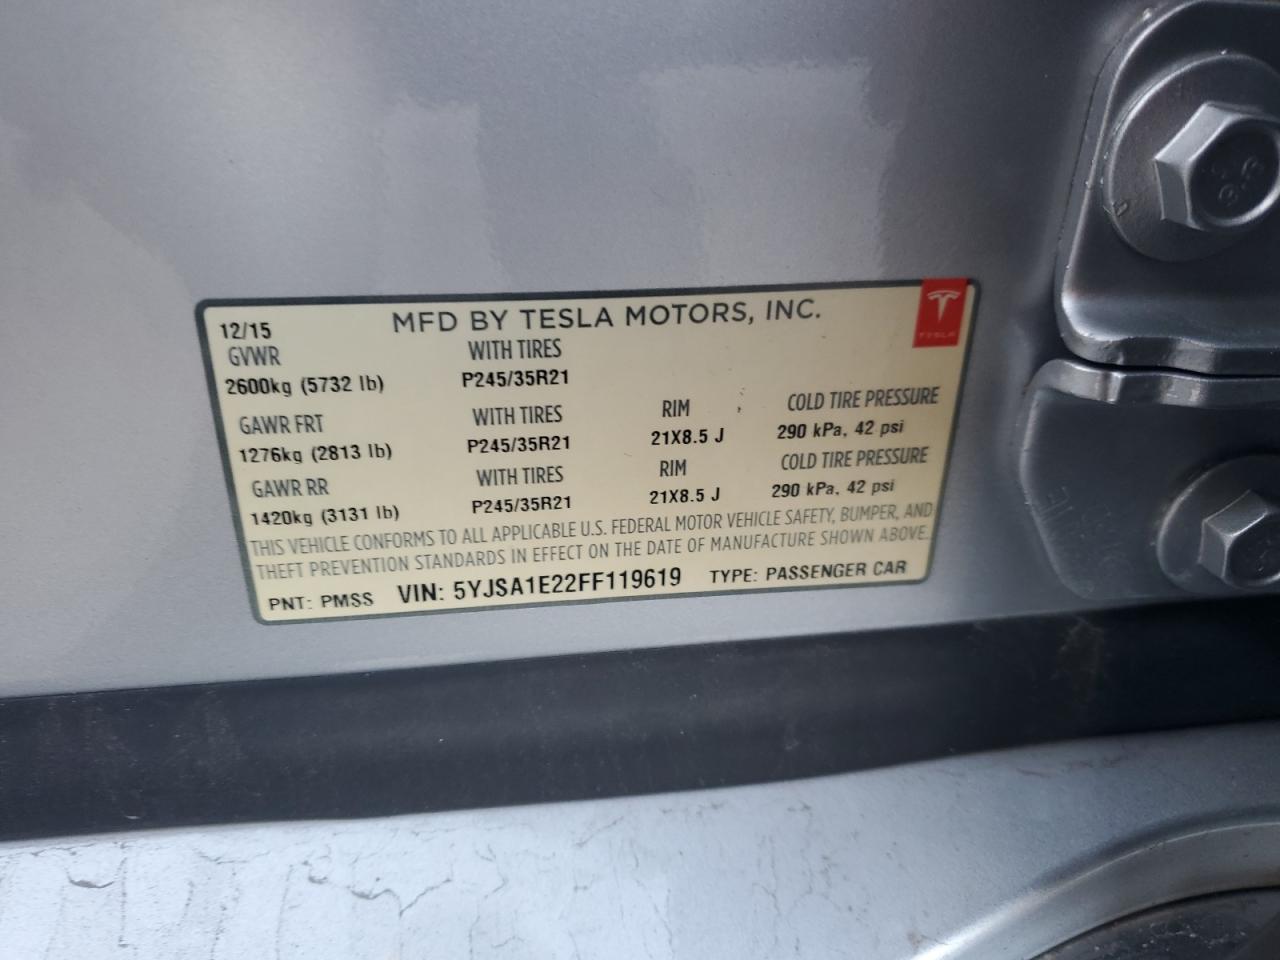 12/15 MFD BY TESLA MOTORS, INC.
TESLA
GVWR WITH TIRES
2600kg (5732 lb) P245/35R21
GAWR FRT WITH TIRES RIM COLD TIRE PRESSURE
1276kg (2813 lb) P245/35R21 21X8.5 J 290 kPa, 42 psi
GAWR RR WITH TIRES RIM COLD TIRE PRESSURE
1420kg (3131 lb) P245/35R21 21X8.5 J 290 kPa, 42 psi
THIS VEHICLE CONFORMS TO ALL APPLICABLE U.S. FEDERAL MOTOR VEHICLE SAFETY, BUMPER, AND
THEFT PREVENTION STANDARDS IN EFFECT ON THE DATE OF MANUFACTURE SHOWN ABOVE.
PNT: PMSS VIN: 5YJSA1E22FF119619 TYPE: PASSENGER CAR